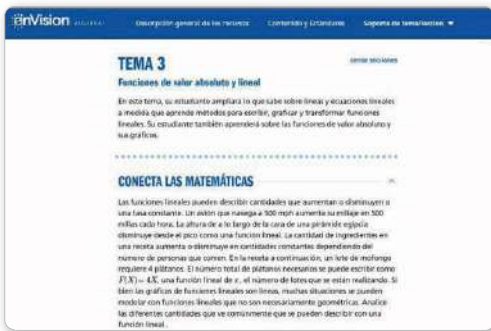 enVision
Descripción general de los recursos
Contenido y Estándares
Soporte de tema/lección
TEMA 3
Funciones de valor absoluto y lineal
En este tema, su estudiante ampliará lo que sabe sobre líneas y ecuaciones lineales
a medida que aprende métodos para escribir, graficar y transformar funciones
lineales. Su estudiante también aprenderá sobre las funciones de valor absoluto y
sus gráficos.
CONECTA LAS MATEMÁTICAS
Las funciones lineales pueden describir cantidades que aumentan o disminuyen a
una tasa constante. Un avión que navega a 500 mph aumenta su millaje en 500
millas cada hora. La altura de a lo largo de la cara de una pirámide egipcia
disminuye desde el pico como una función lineal. La cantidad de ingredientes en
una receta aumenta o disminuye en cantidades constantes dependiendo del
número de personas que comen. En la receta a continuación, un lote de mofongo
requiere 4 plátanos. El número total de plátanos necesarios se puede escribir como
F(X) = 4X, una función lineal de x, el número de lotes que se están realizando. Si
bien las gráficos de funciones lineales son líneas, muchas situaciones se pueden
modelar con funciones lineales que no son necesariamente geométricas. Analice
las diferentes cantidades que ve comúnmente que se pueden describir con una
función lineal.